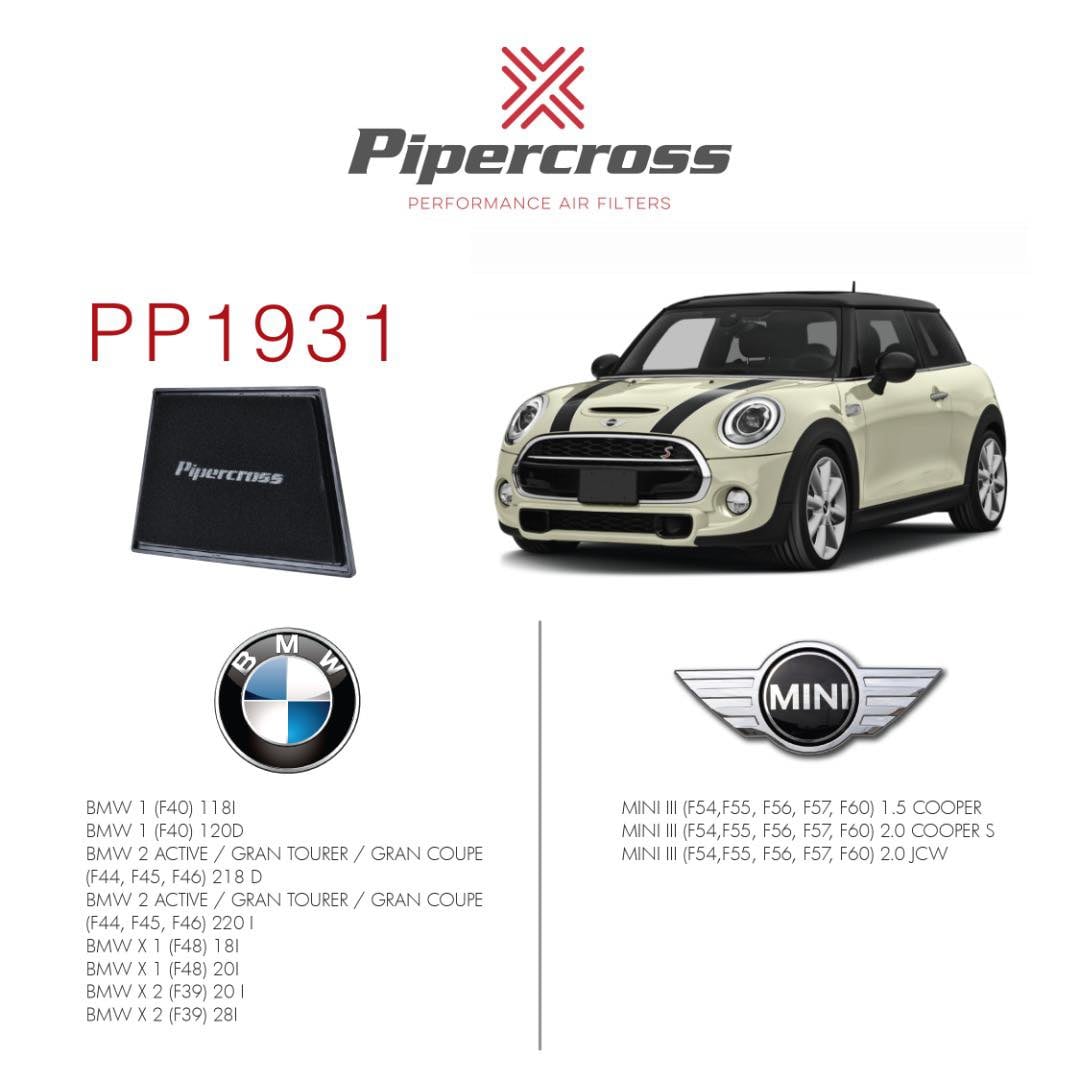 Pipercross
PERFORMANCE AIR FILTERS
PP1931
Pipercross
S
BMW
MINI
BMW 1 (F40) 118I
BMW 1 (F40) 120D
BMW 2 ACTIVE / GRAN TOURER / GRAN COUPE
(F44, F45, F46) 218 D
BMW 2 ACTIVE / GRAN TOURER / GRAN COUPE
(F44, F45, F46) 220 I
BMW X 1 (F48) 18I
BMW X 1 (F48) 20I
BMW X 2 (F39) 20 I
BMW X 2 (F39) 28I
MINI III (F54,F55, F56, F57, F60) 1.5 COOPER
MINI III (F54,F55, F56, F57, F60) 2.0 COOPER S
MINI III (F54,F55, F56, F57, F60) 2.0 JCW